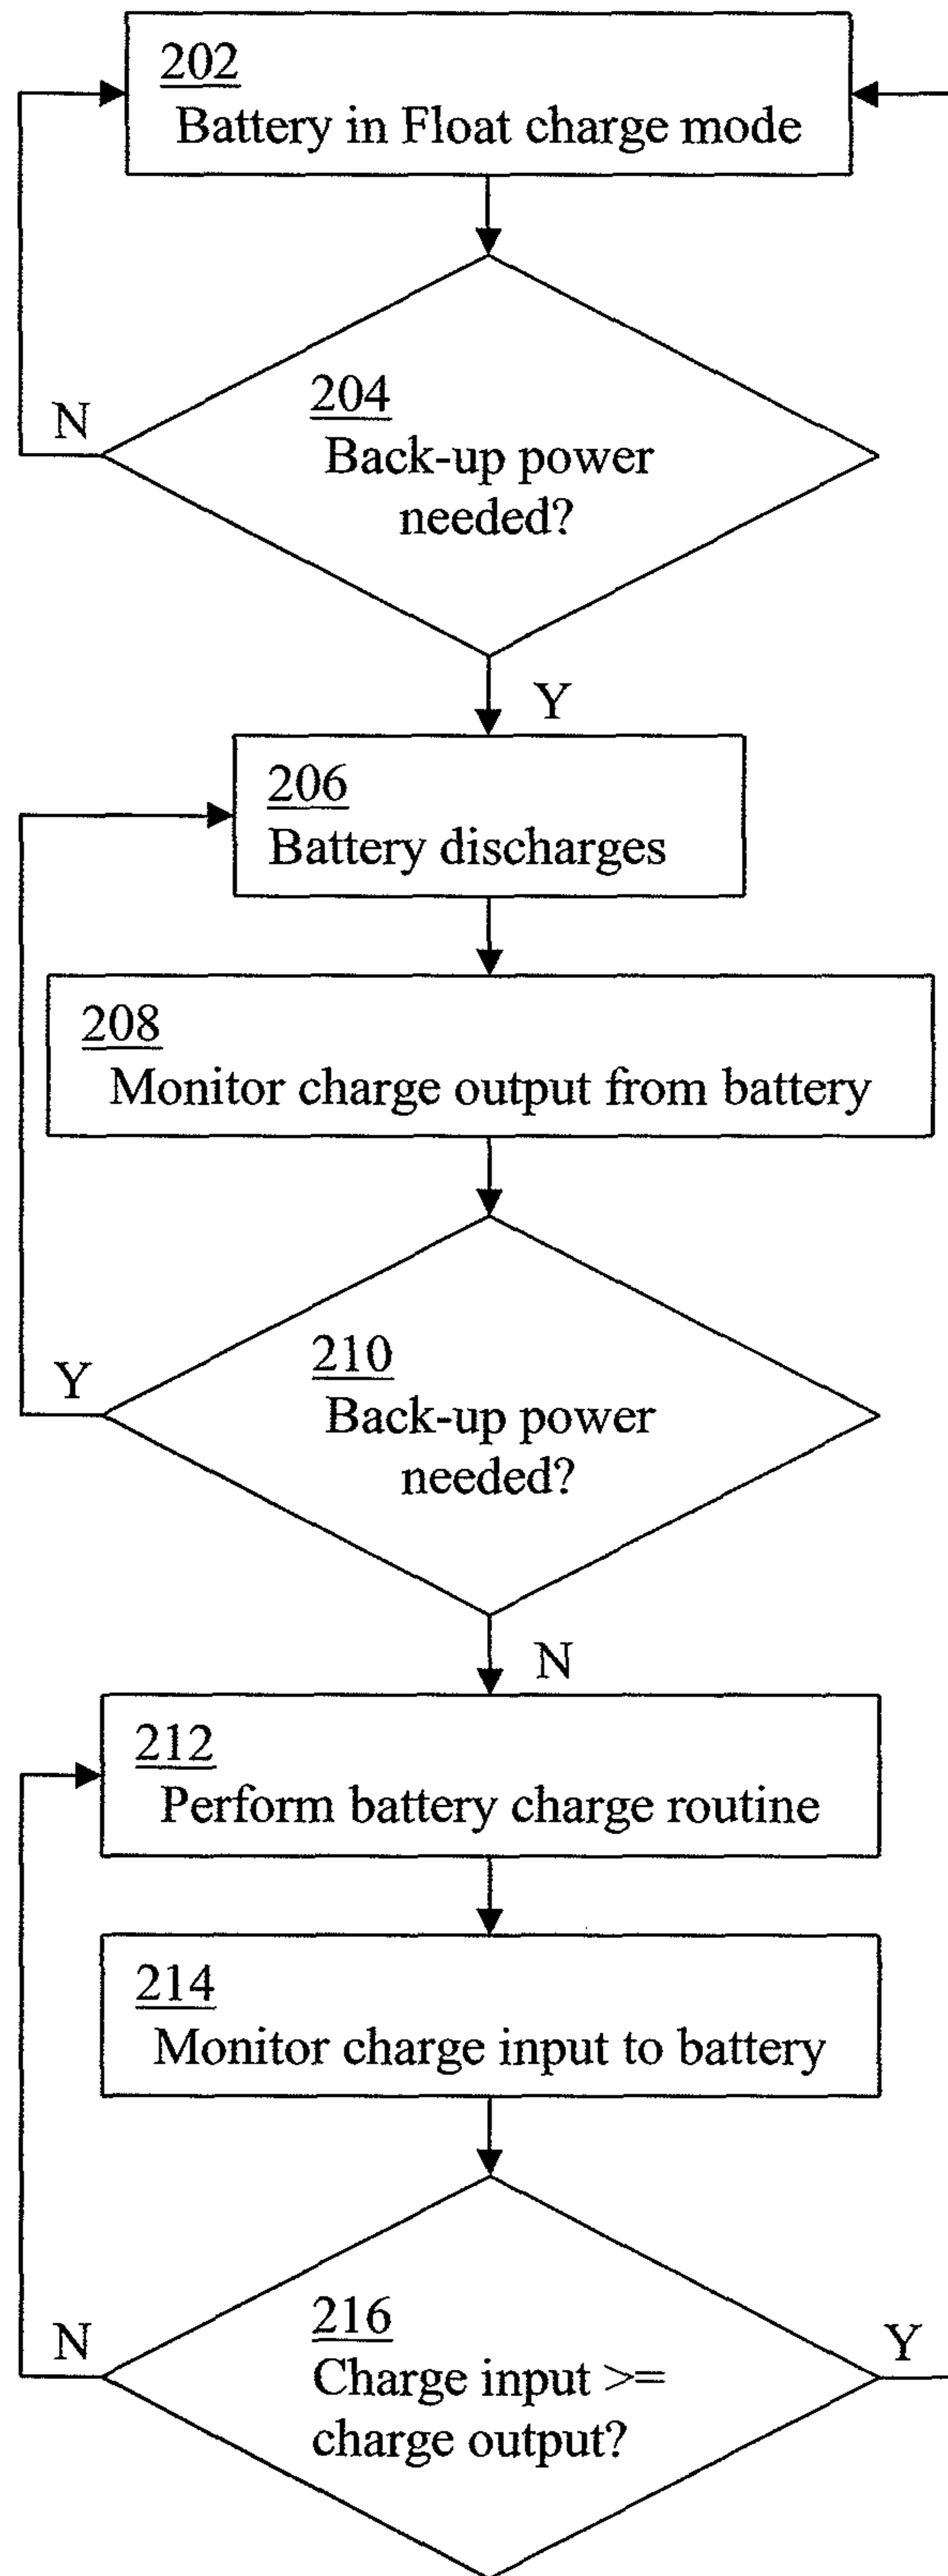 202
Battery in Float charge mode
204
Back-up power
needed?
N
Y
206
Battery discharges
208
Monitor charge output from battery
210
Back-up power
needed?
Y
N
212
Perform battery charge routine
214
Monitor charge input to battery
216
Charge input >=
charge output?
N
Y